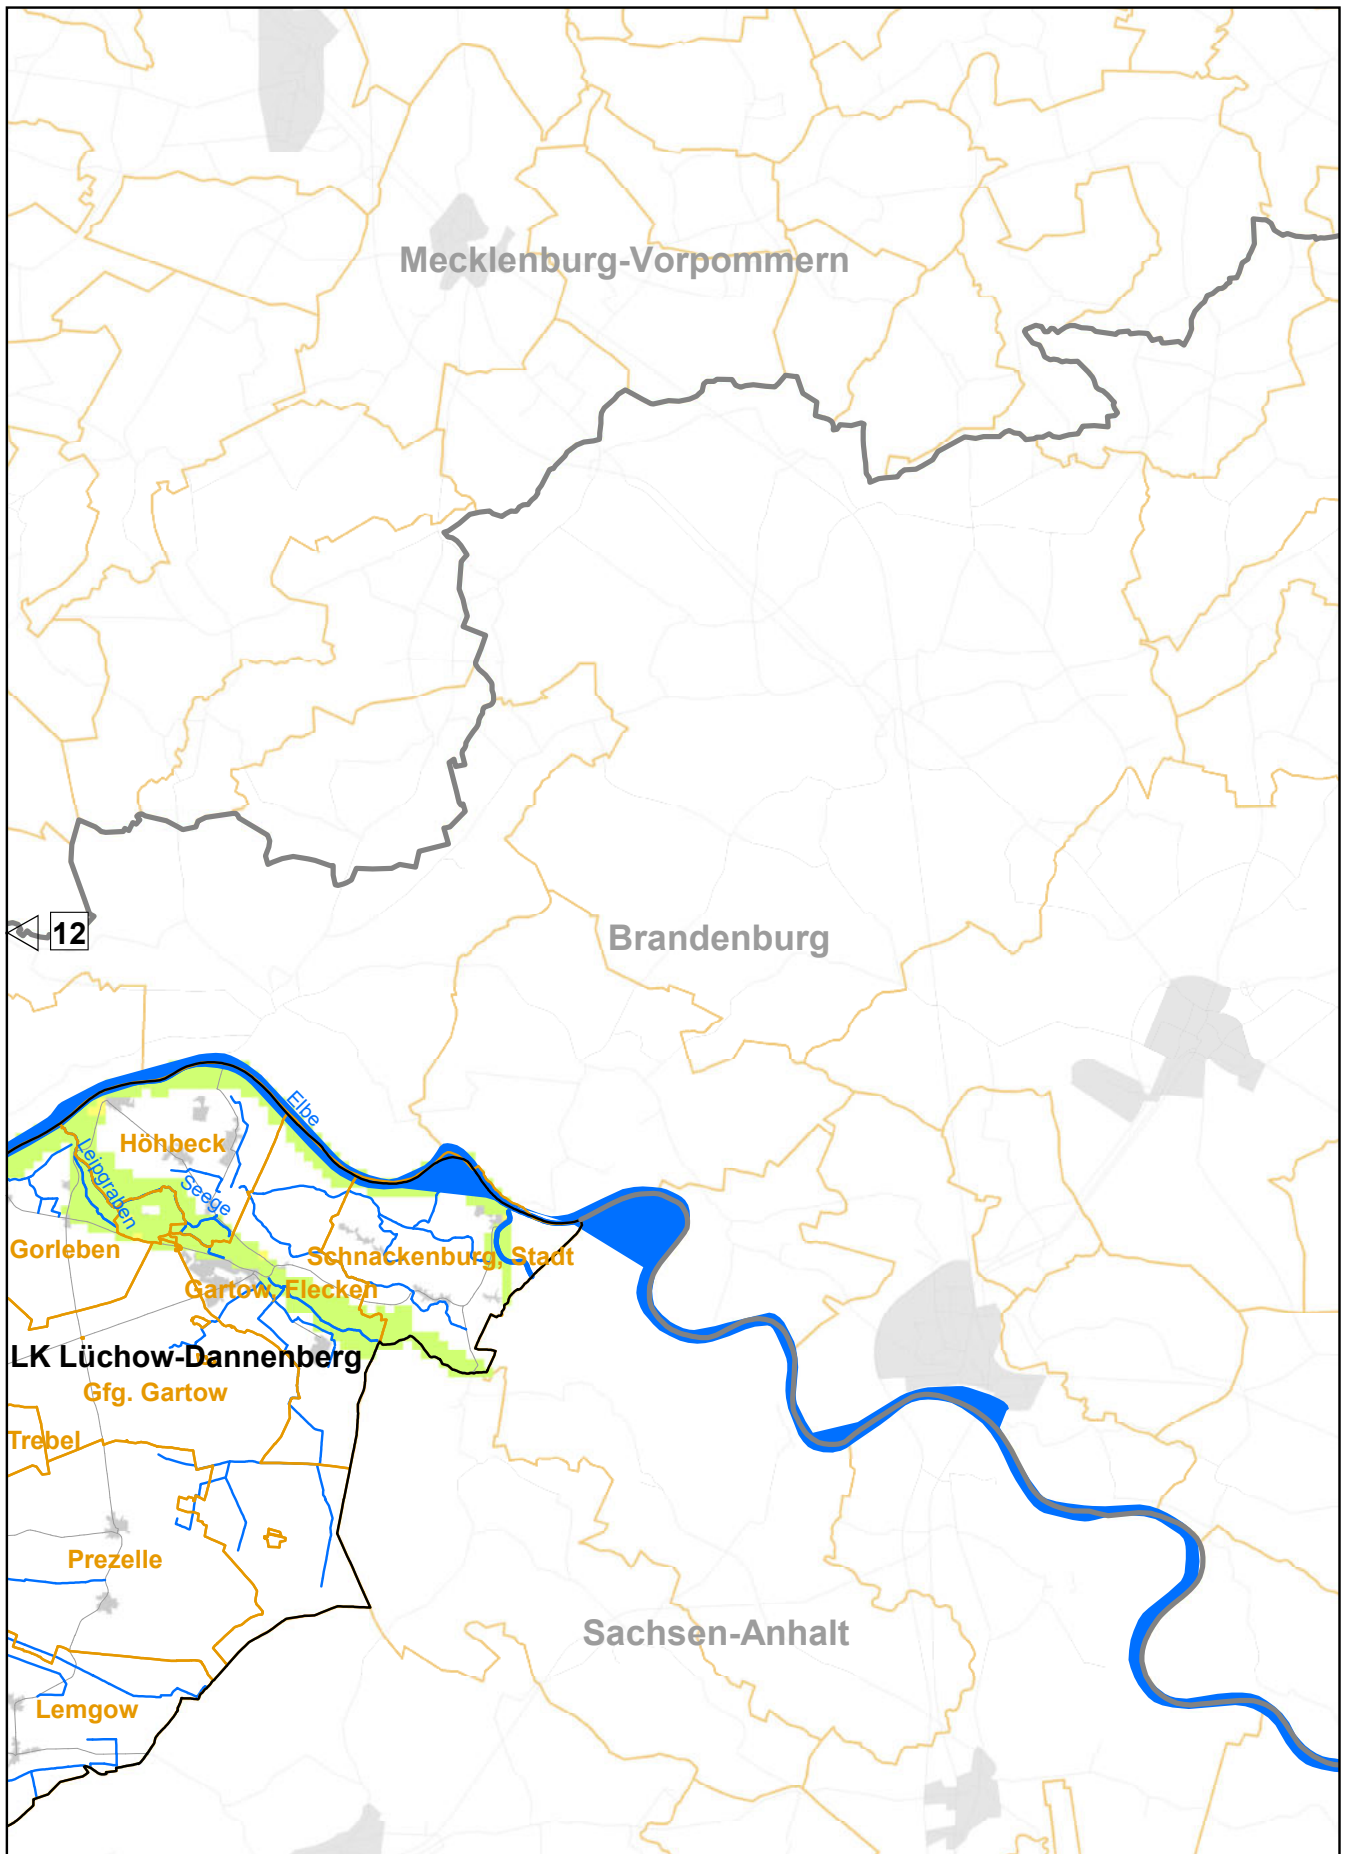 Mecklenburg-Vorpommern
12
Brandenburg
Elbe
Höhbeck
Leipgraben
Seege
Gorleben
Schnackenburg, Stadt
Gartow, Flecken
LK Lüchow-Dannenberg
Gfg. Gartow
Trebel
Prezelle
Sachsen-Anhalt
Lemgow